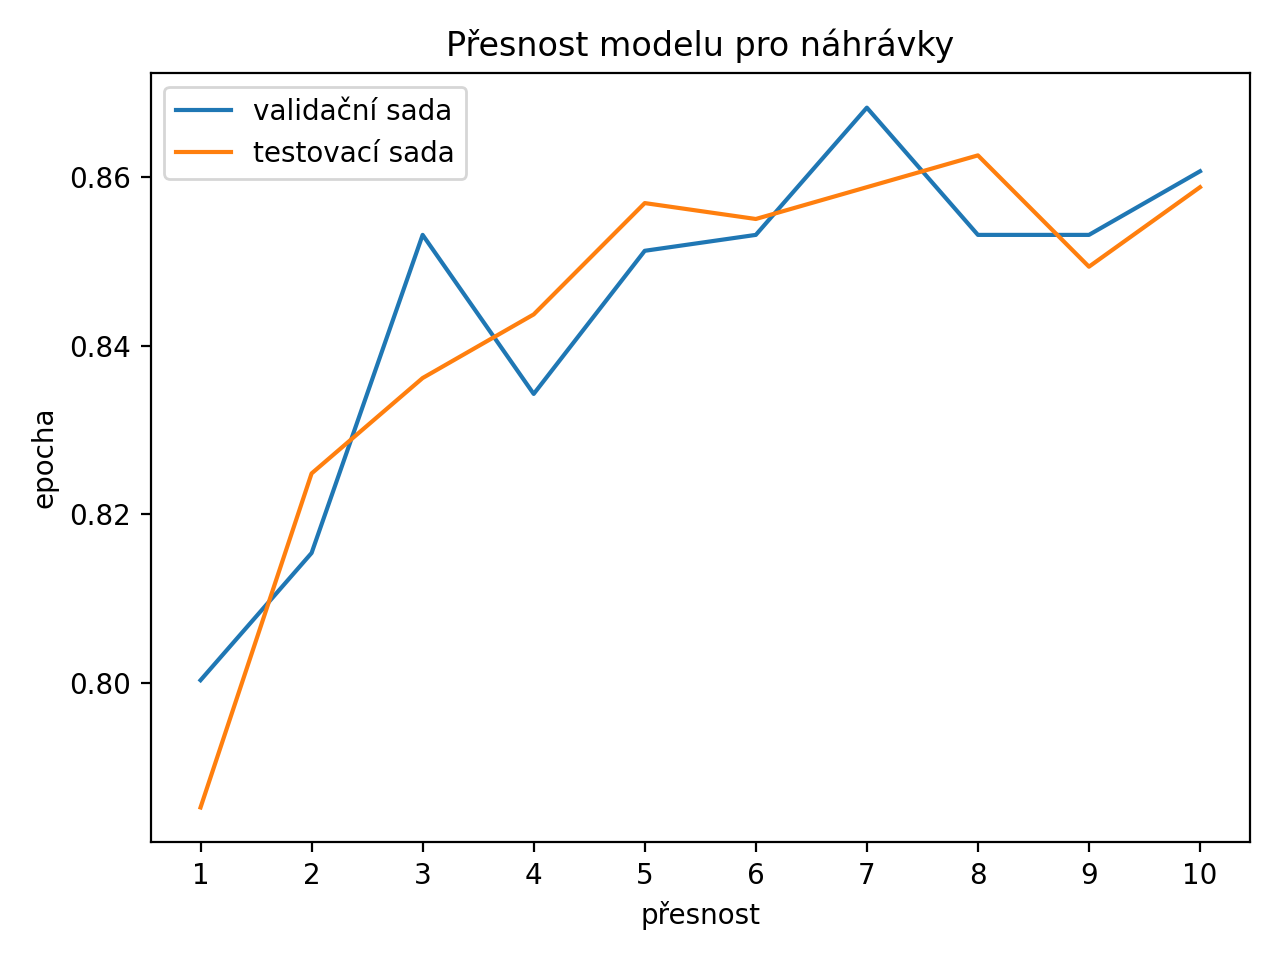 Přesnost modelu pro náhrávky
validační sada
testovací sada
0.86
0.84
0.82
0.80
epocha
1 2 3 4 5 6 7 8 9 10
přesnost